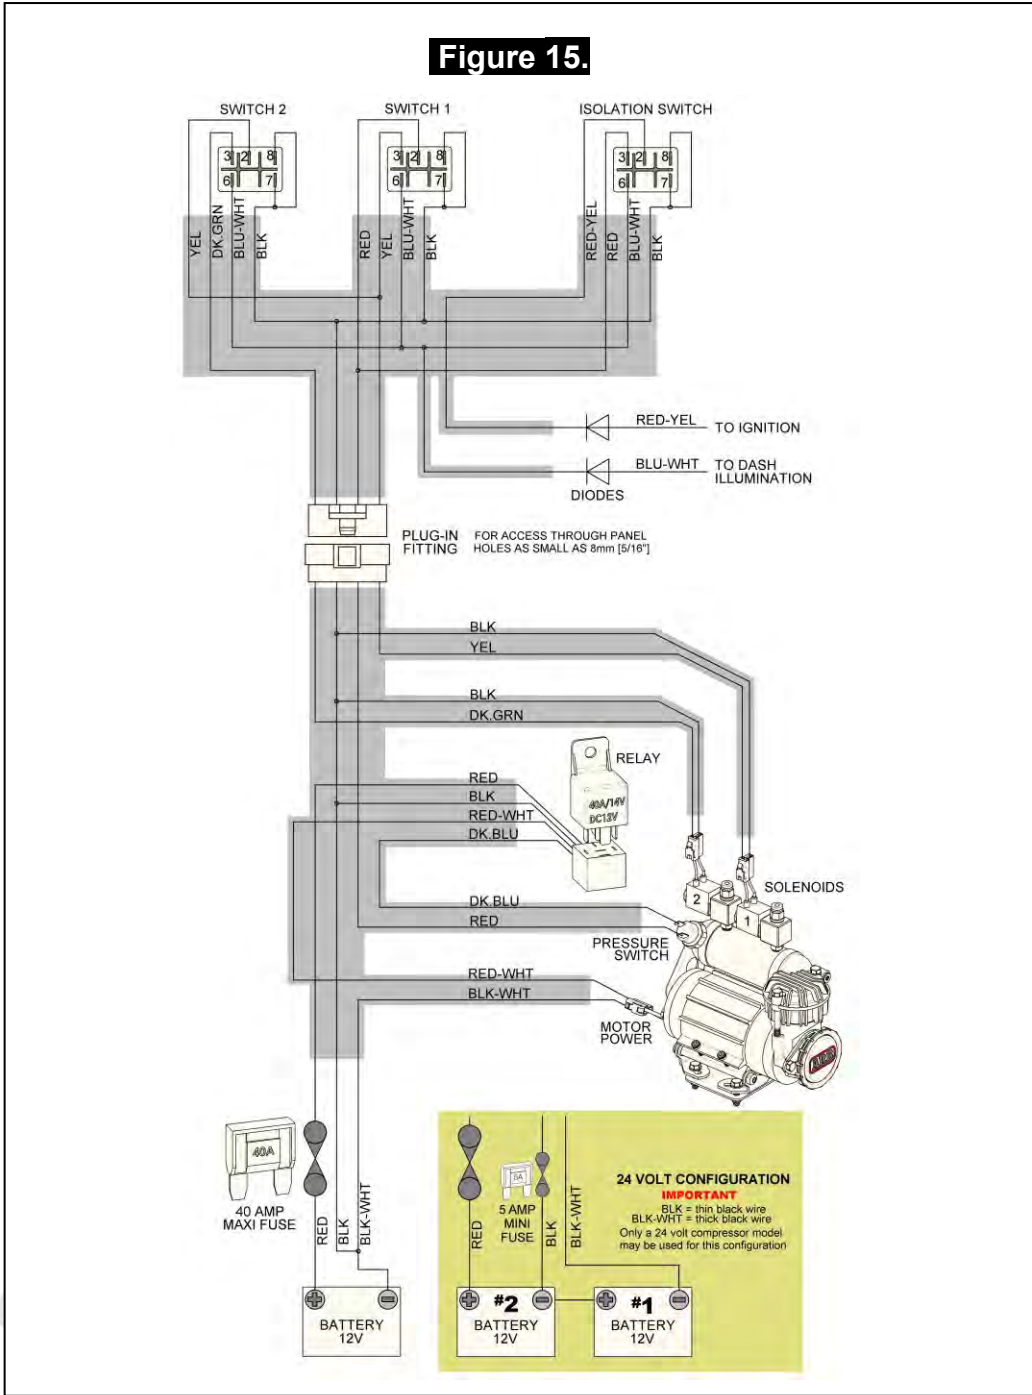 Figure 15.
SWITCH 2
SWITCH 1
ISOLATION SWITCH
3 2 8
6 7
3 2 8
6 7
3 2 8
6 7
YEL
DK.GRN
BLU-WHT
BLK
RED
YEL
BLU-WHT
BLK
RED-YEL
RED
BLU-WHT
BLK
RED-YEL
TO IGNITION
BLU-WHT
TO DASH
ILLUMINATION
DIODES
PLUG-IN
FITTING
FOR ACCESS THROUGH PANEL
HOLES AS SMALL AS 8mm [5/16"]
BLK
YEL
BLK
DK.GRN
RELAY
40A/14V
DC12V
RED
BLK
RED-WHT
DK.BLU
SOLENOIDS
2
1
DK.BLU
RED
PRESSURE
SWITCH
RED-WHT
BLK-WHT
MOTOR
POWER
ARB
40A
40 AMP
MAXI FUSE
RED
BLK
BLK-WHT
BATTERY
12V
RED
5A
5 AMP
MINI
FUSE
BLK
BLK-WHT
24 VOLT CONFIGURATION
IMPORTANT
BLK = thin black wire
BLK-WHT = thick black wire
Only a 24 volt compressor model
may be used for this configuration
#2
BATTERY
12V
#1
BATTERY
12V